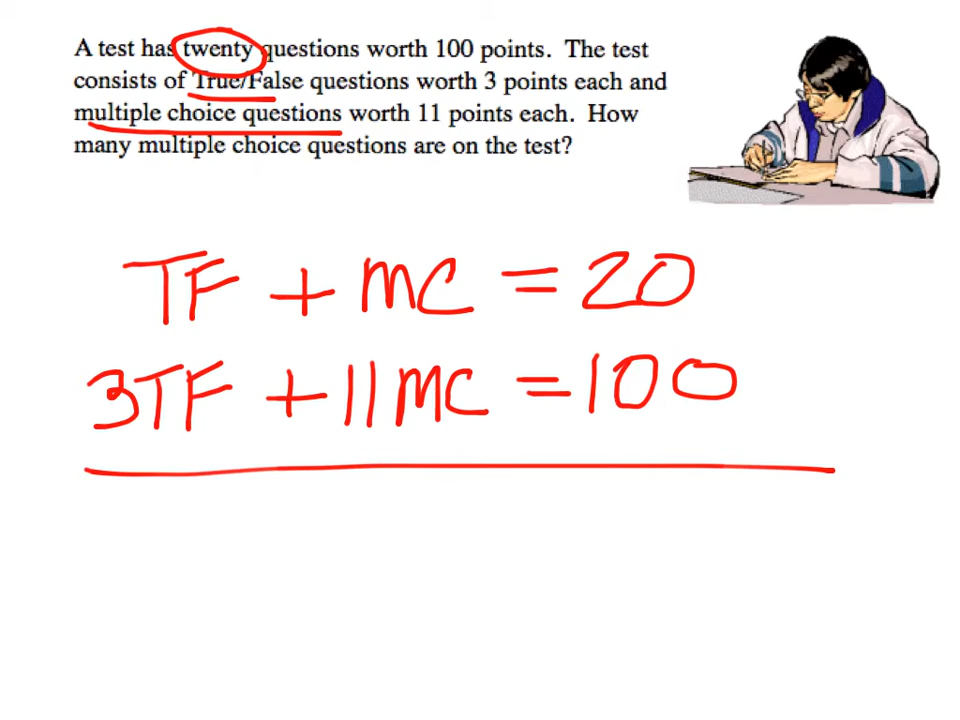 A test has twenty questions worth 100 points. The test
consists of True/False questions worth 3 points each and
multiple choice questions worth 11 points each. How
many multiple choice questions are on the test?
TF + MC = 20
3TF + 11MC = 100